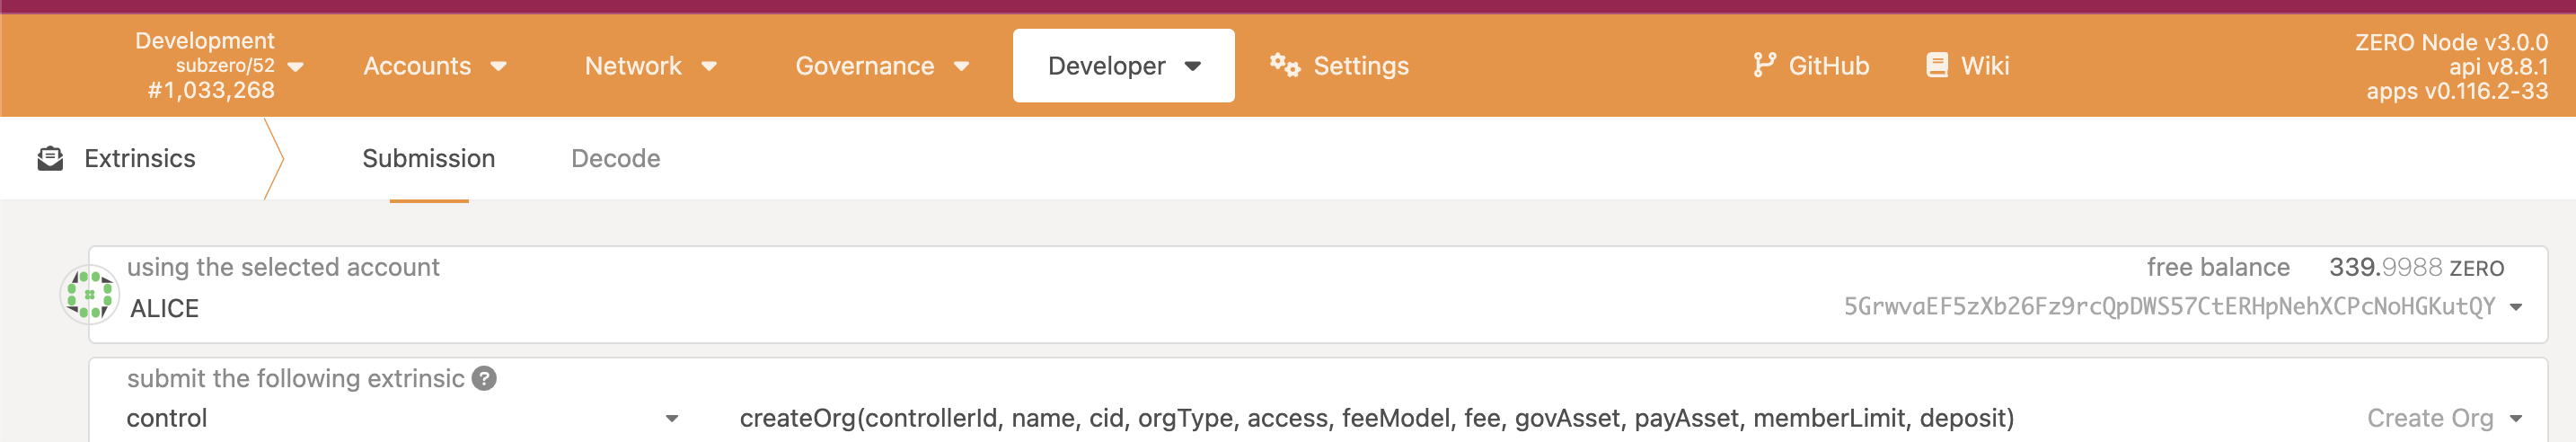 Development
subzero/52
#1,033,268
Accounts
Network
Governance
Developer
Settings
GitHub
Wiki
ZERO Node v3.0.0
api v8.8.1
apps v0.116.2-33
Extrinsics
Submission
Decode
using the selected account
free balance 339.9988 ZERO
ALICE
5GrwvaEF5zXb26Fz9rcQpDWS57CtERHpNehXCPcNoHGKutQY
submit the following extrinsic ?
control
createOrg(controllerId, name, cid, orgType, access, feeModel, fee, govAsset, payAsset, memberLimit, deposit)
Create Org